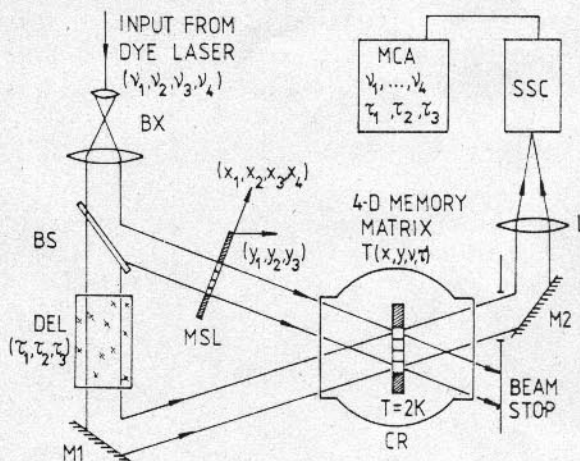 INPUT FROM
DYE LASER
(ν₁,ν₂,ν₃,ν₄)
BX
MCA
ν₁,...,ν₄
τ₁,τ₂,τ₃
SSC
(x₁,x₂,x₃,x₄)
4-D MEMORY
MATRIX
T(x,y,ν,τ)
L
BS
(y₁,y₂,y₃)
MSL
DEL
(τ₁,τ₂,τ₃)
M2
T=2K
BEAM
STOP
M1
CR